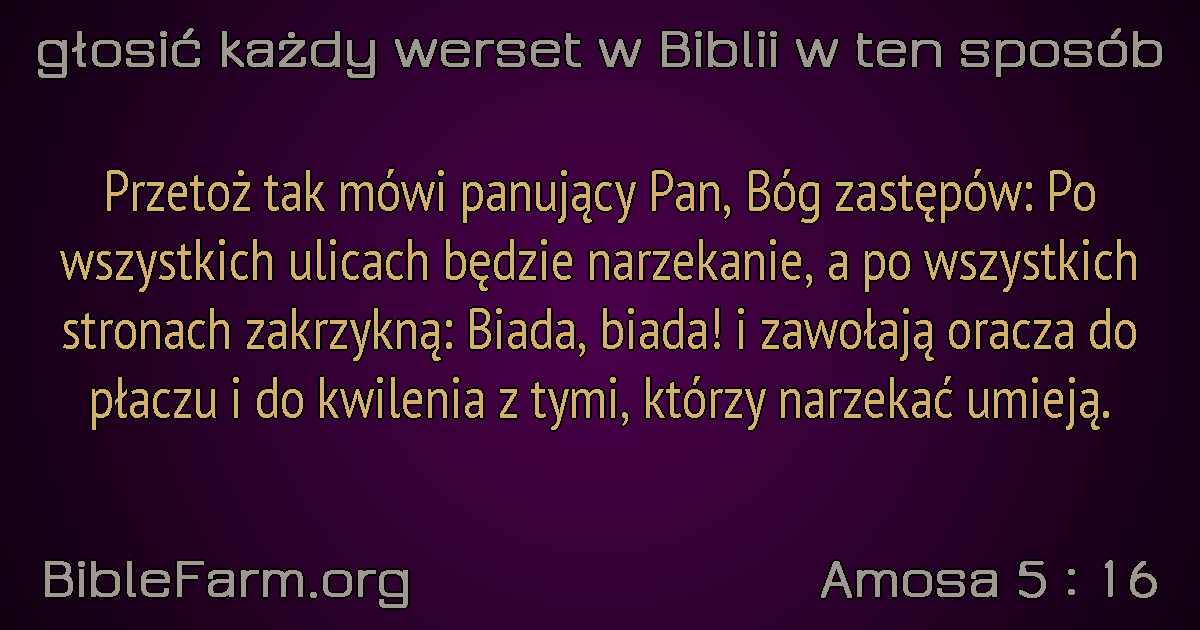 głosić każdy werset w Biblii w ten sposób
Przetoż tak mówi panujący Pan, Bóg zastępów: Po
wszystkich ulicach będzie narzekanie, a po wszystkich
stronach zakrzykną: Biada, biada! i zawołają oracza do
płaczu i do kwilenia z tymi, którzy narzekać umieją.
BibleFarm.org
Amosa 5 : 16